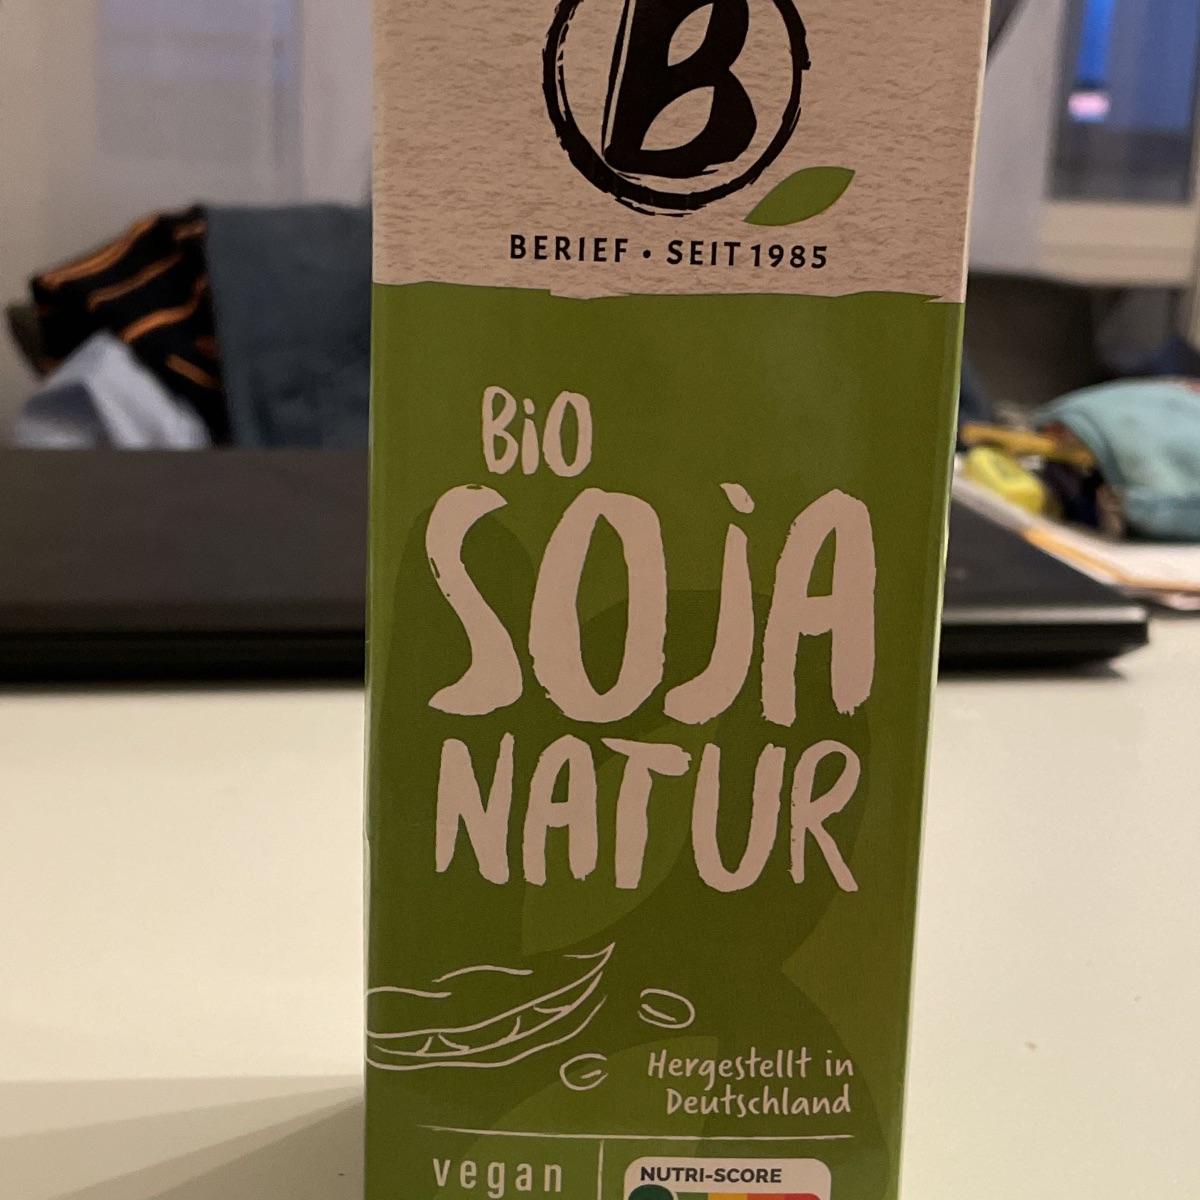 B
BERIEF • SEIT 1985
BiO
SOjA
NATUR
Hergestellt in
Deutschland
vegan
NUTRI-SCORE